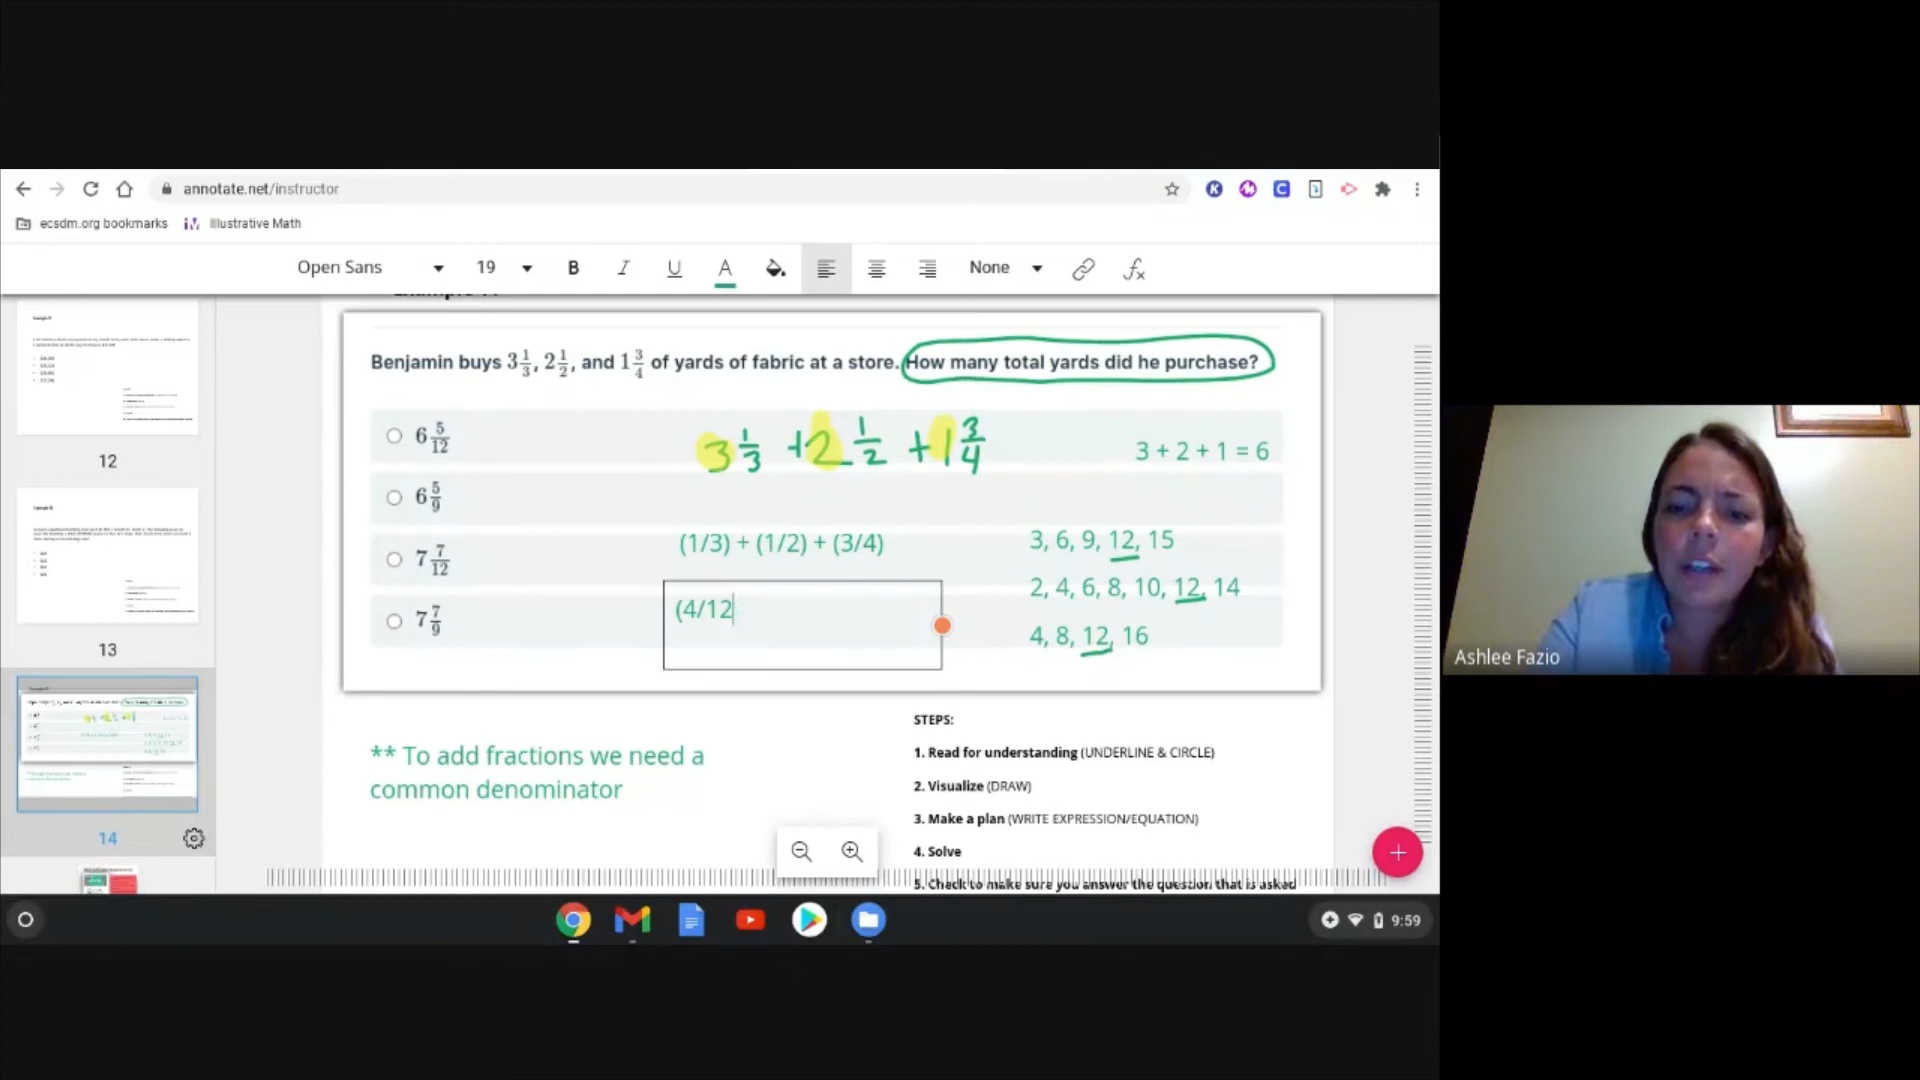 annotate.net/instructor
ecsdm.org bookmarks Illustrative Math
Open Sans 19 B I U A None fx
Benjamin buys 3 1/3, 2 1/2, and 1 3/4 of yards of fabric at a store. How many total yards did he purchase?
6 5/12
3 1/3 + 2 1/2 + 1 3/4
3 + 2 + 1 = 6
6 5/9
(1/3) + (1/2) + (3/4)
3, 6, 9, 12, 15
7 7/12
2, 4, 6, 8, 10, 12, 14
(4/12
7 7/9
4, 8, 12, 16
** To add fractions we need a
common denominator
STEPS:
1. Read for understanding (UNDERLINE & CIRCLE)
2. Visualize (DRAW)
3. Make a plan (WRITE EXPRESSION/EQUATION)
4. Solve
5. Check to make sure you answer the question that is asked
12
13
14
9:59
Ashlee Fazio